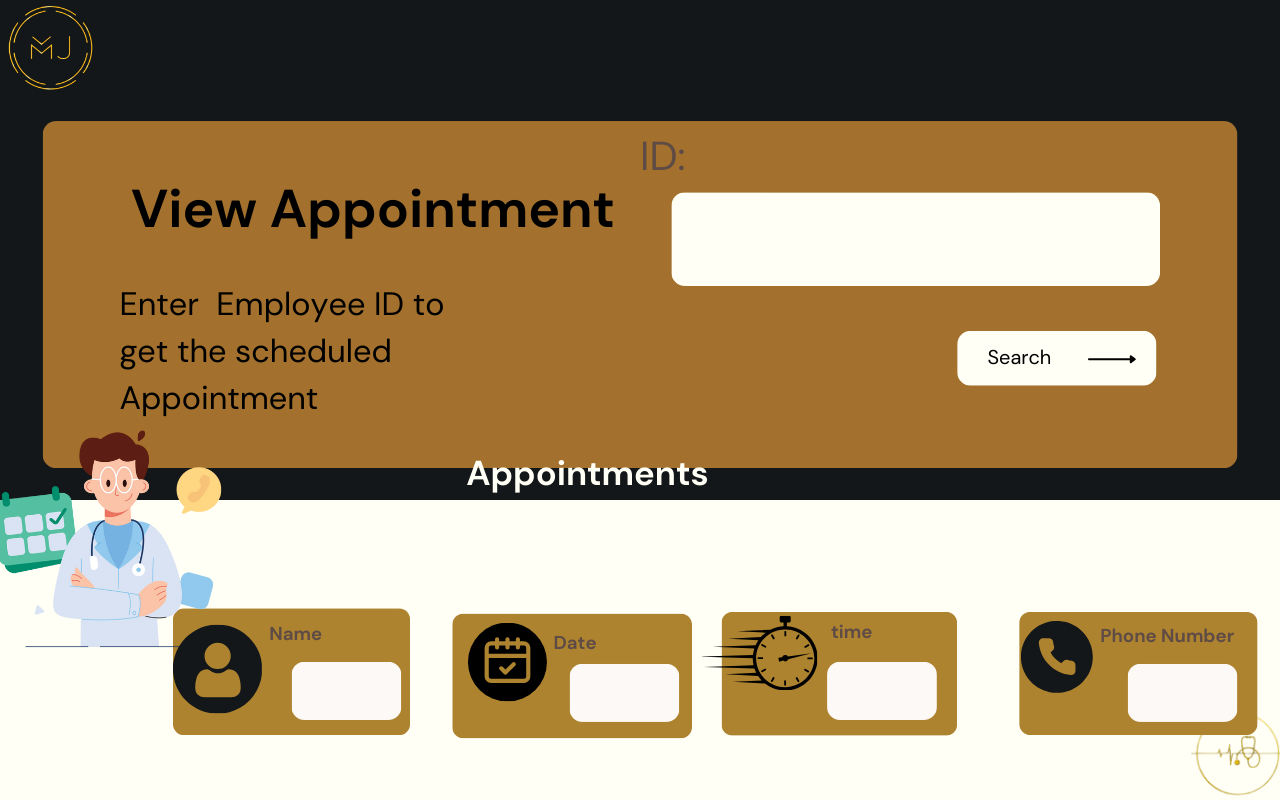 MJ
ID:
View Appointment
Enter  Employee ID to
get the scheduled
Appointment
Search
Appointments
Name
Date
time
Phone Number